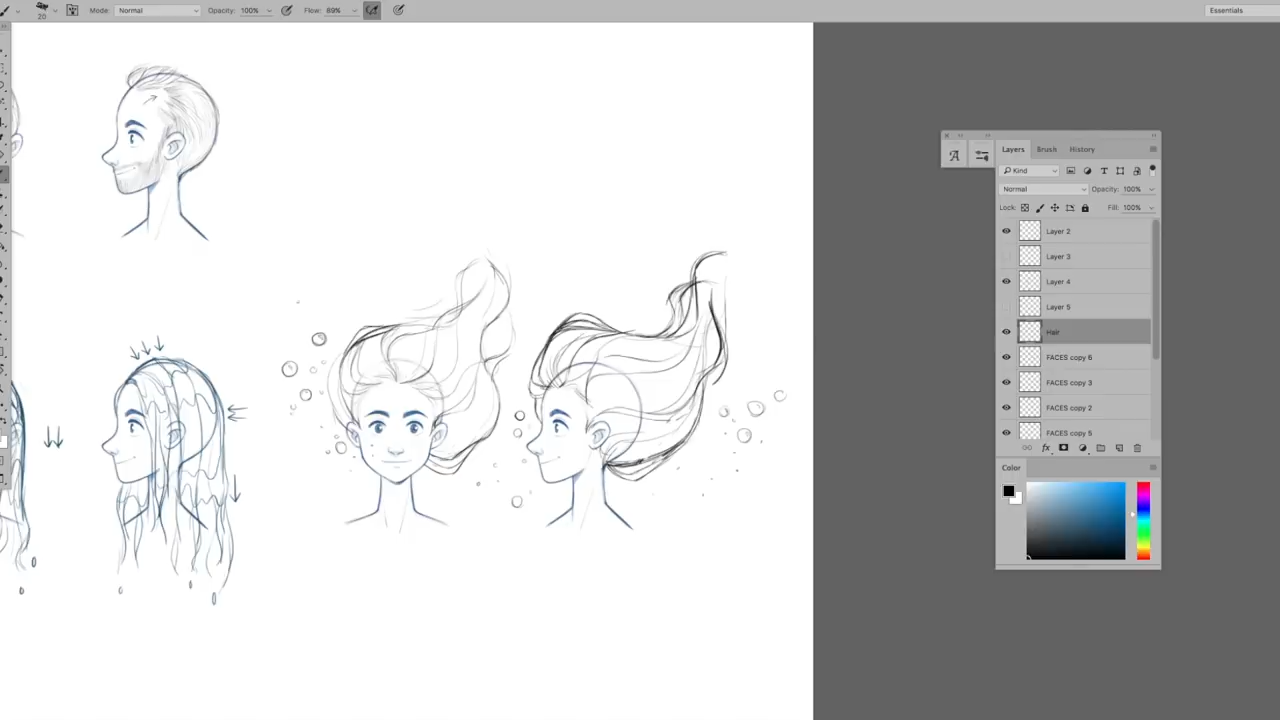 20 Mode: Normal Opacity: 100% Flow: 89% Essentials
Layers Brush History
Kind
Normal Opacity: 100%
Lock: Fill: 100%
Layer 2
Layer 3
Layer 4
Layer 5
Hair
FACES copy 6
FACES copy 3
FACES copy 2
FACES copy 5
fx
Color